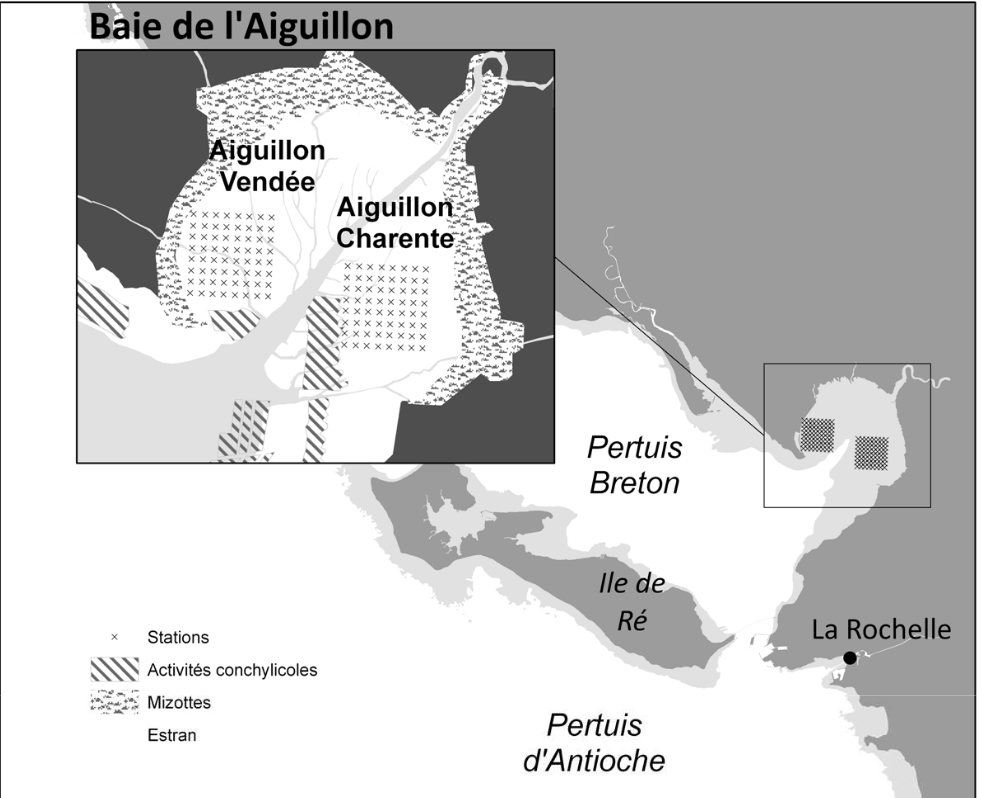 Baie de l'Aiguillon
Aiguillon
Vendée
Aiguillon
Charente
Pertuis
Breton
Ile de
Ré
La Rochelle
Stations
Activités conchylicoles
Mizottes
Estran
Pertuis
d'Antioche